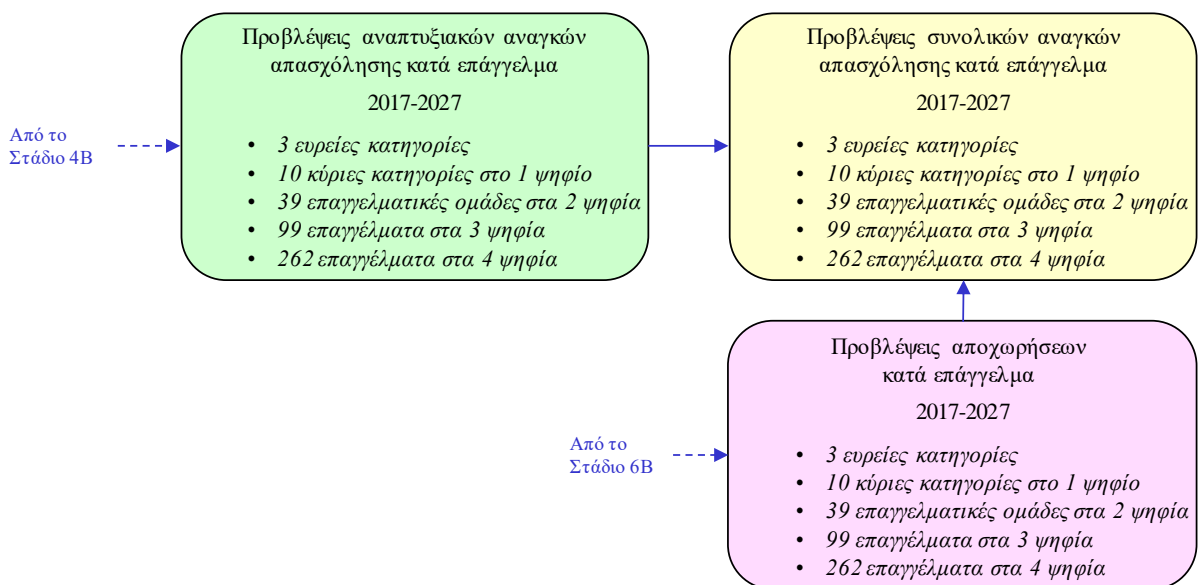 Προβλέψεις αναπτυξιακών αναγκών
απασχόλησης κατά επάγγελμα
2017-2027
• 3 ευρείες κατηγορίες
• 10 κύριες κατηγορίες στο 1 ψηφίο
• 39 επαγγελματικές ομάδες στα 2 ψηφία
• 99 επαγγέλματα στα 3 ψηφία
• 262 επαγγέλματα στα 4 ψηφία
Από το
Στάδιο 4Β
Προβλέψεις συνολικών αναγκών
απασχόλησης κατά επάγγελμα
2017-2027
• 3 ευρείες κατηγορίες
• 10 κύριες κατηγορίες στο 1 ψηφίο
• 39 επαγγελματικές ομάδες στα 2 ψηφία
• 99 επαγγέλματα στα 3 ψηφία
• 262 επαγγέλματα στα 4 ψηφία
Προβλέψεις αποχωρήσεων
κατά επάγγελμα
2017-2027
• 3 ευρείες κατηγορίες
• 10 κύριες κατηγορίες στο 1 ψηφίο
• 39 επαγγελματικές ομάδες στα 2 ψηφία
• 99 επαγγέλματα στα 3 ψηφία
• 262 επαγγέλματα στα 4 ψηφία
Από το
Στάδιο 6Β